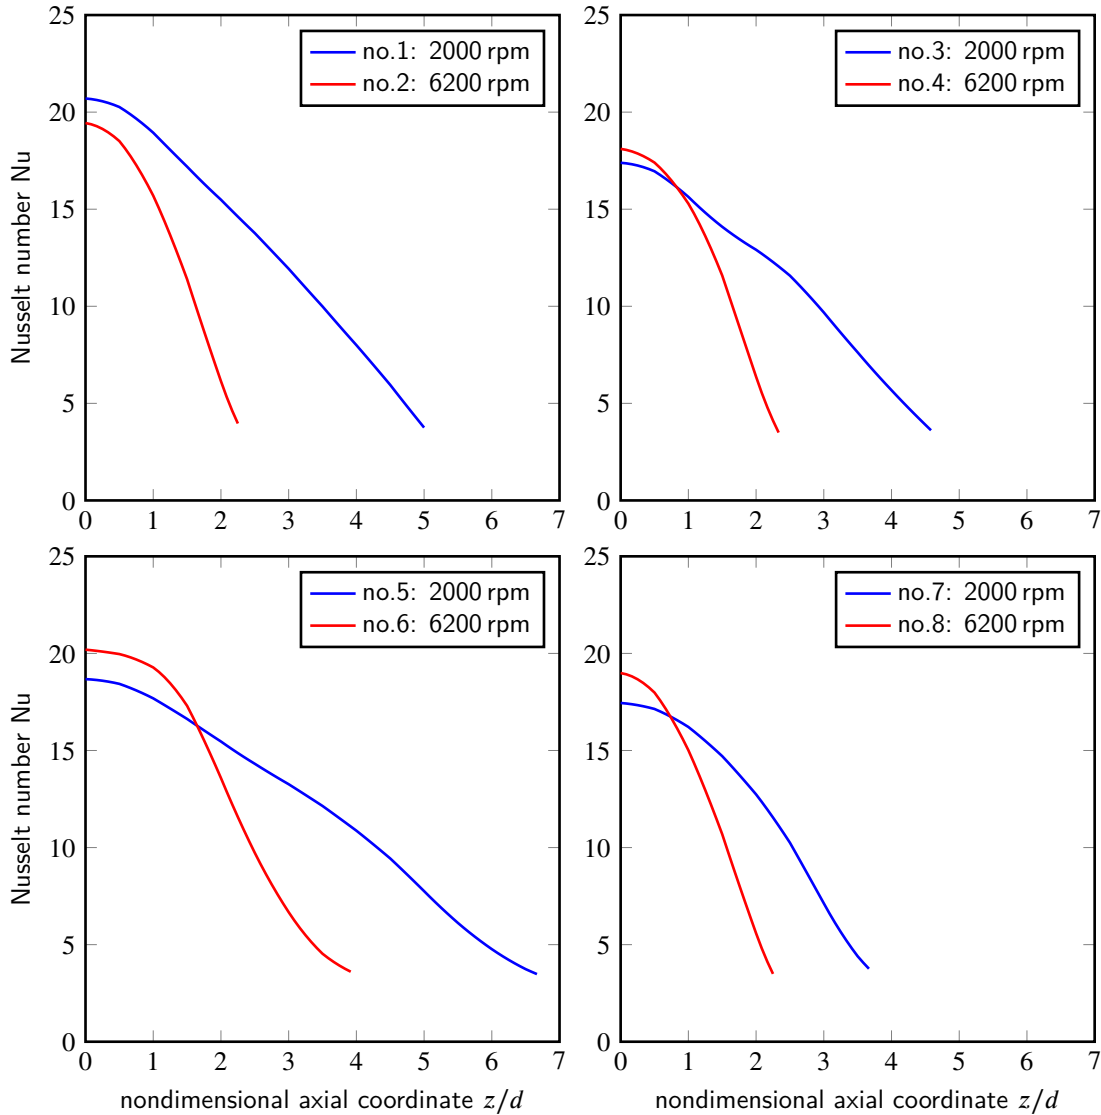 25
20
15
10
5
0
0 1 2 3 4 5 6 7
Nusselt number Nu
no.1: 2000 rpm
no.2: 6200 rpm
25
20
15
10
5
0
0 1 2 3 4 5 6 7
no.3: 2000 rpm
no.4: 6200 rpm
25
20
15
10
5
0
0 1 2 3 4 5 6 7
Nusselt number Nu
nondimensional axial coordinate z/d
no.5: 2000 rpm
no.6: 6200 rpm
25
20
15
10
5
0
0 1 2 3 4 5 6 7
nondimensional axial coordinate z/d
no.7: 2000 rpm
no.8: 6200 rpm